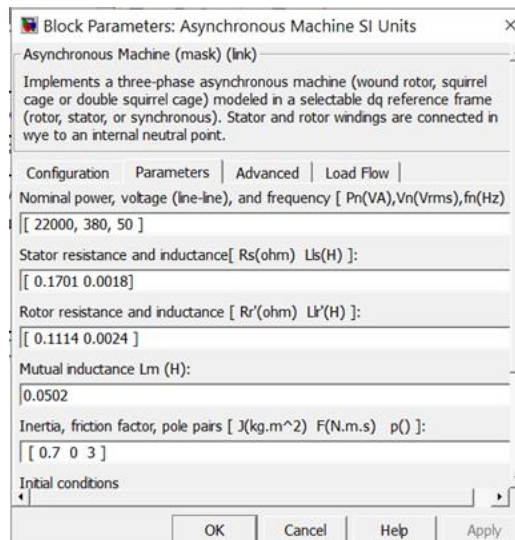 Block Parameters: Asynchronous Machine SI Units
Asynchronous Machine (mask) (link)
Implements a three-phase asynchronous machine (wound rotor, squirrel
cage or double squirrel cage) modeled in a selectable dq reference frame
(rotor, stator, or synchronous). Stator and rotor windings are connected in
wye to an internal neutral point.
Configuration Parameters Advanced Load Flow
Nominal power, voltage (line-line), and frequency [ Pn(VA),Vn(Vrms),fn(Hz)
[ 22000, 380, 50 ]
Stator resistance and inductance[ Rs(ohm) Lls(H) ]:
[ 0.1701 0.0018]
Rotor resistance and inductance [ Rr'(ohm) Llr'(H) ]:
[ 0.1114 0.0024 ]
Mutual inductance Lm (H):
0.0502
Inertia, friction factor, pole pairs [ J(kg.m^2) F(N.m.s) p() ]:
[ 0.7 0 3 ]
Initial conditions
OK Cancel Help Apply